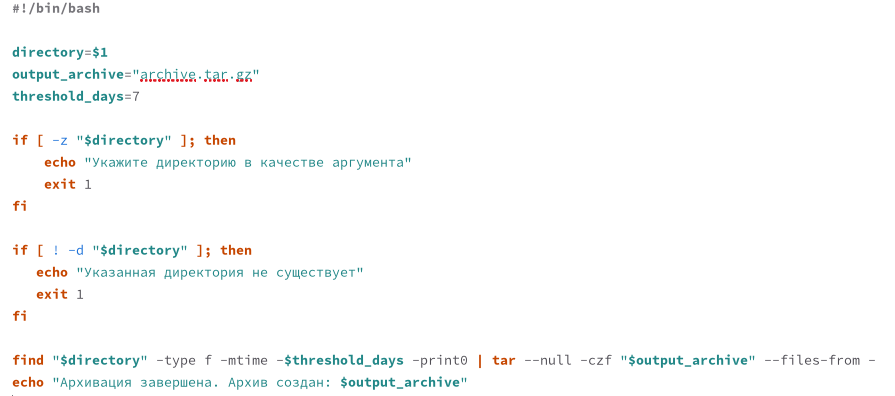 #!/bin/bash
directory=$1
output_archive="archive.tar.gz"
threshold_days=7
if [ -z "$directory" ]; then
echo "Укажите директорию в качестве аргумента"
exit 1
fi
if [ ! -d "$directory" ]; then
echo "Указанная директория не существует"
exit 1
fi
find "$directory" -type f -mtime -$threshold_days -print0 | tar --null -czf "$output_archive" --files-from -
echo "Архивация завершена. Архив создан: $output_archive"